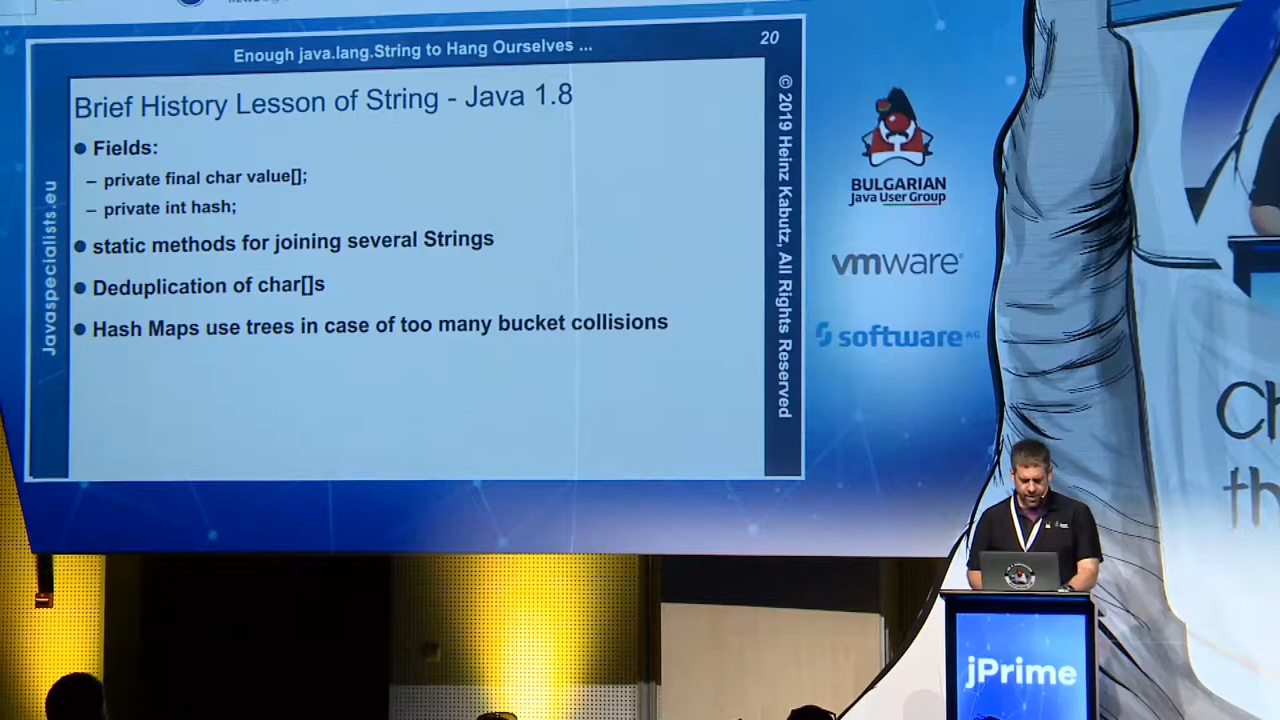 Enough java.lang.String to Hang Ourselves ...
20
Brief History Lesson of String - Java 1.8
● Fields:
– private final char value[];
– private int hash;
● static methods for joining several Strings
● Deduplication of char[]s
● Hash Maps use trees in case of too many bucket collisions
Javaspecialists.eu
© 2019 Heinz Kabutz, All Rights Reserved
BULGARIAN
Java User Group
vmware
software AG
jPrime